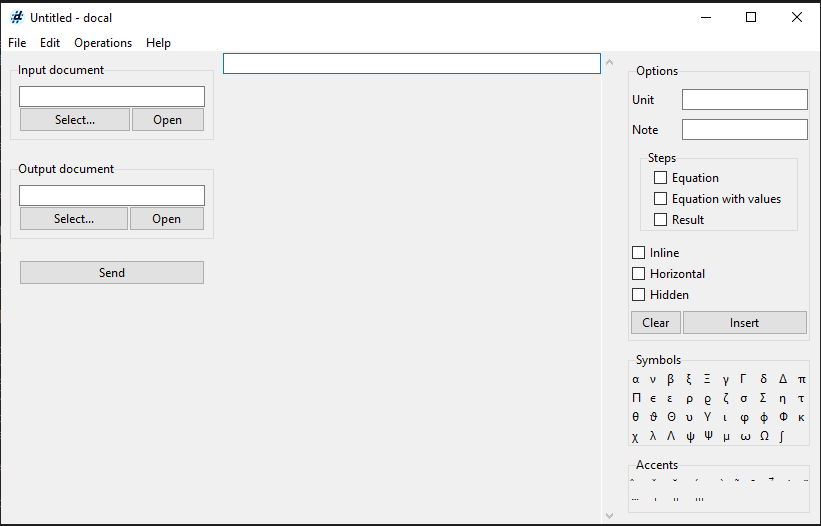 Untitled - docal
File Edit Operations Help
Input document
Select... Open
Output document
Select... Open
Send
Options
Unit
Note
Steps
Equation
Equation with values
Result
Inline
Horizontal
Hidden
Clear Insert
Symbols
α ν β ξ Ξ γ Γ δ Δ π
Π ϵ ε ρ ϱ ζ σ Σ η τ
θ ϑ Θ υ Υ ι φ ϕ Φ κ
χ λ Λ ψ Ψ μ ω Ω ∫
Accents